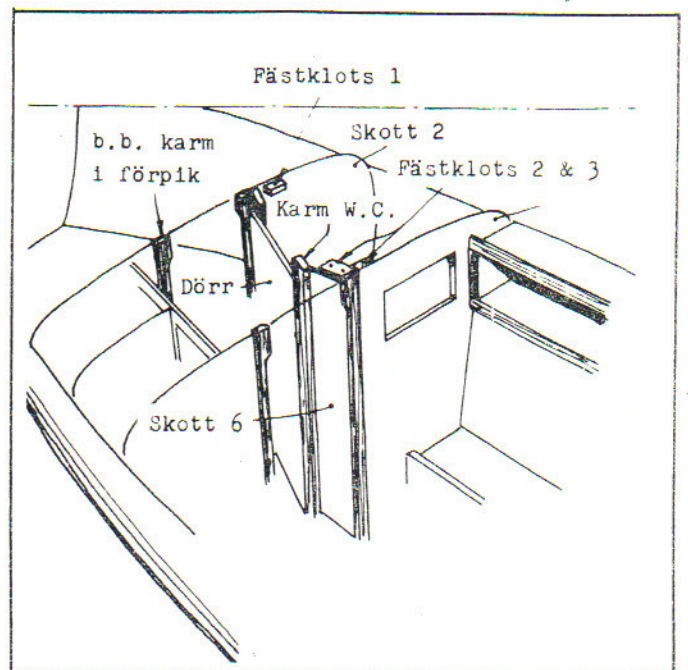 Fästklots 1
b.b. karm
i förpik
Skott 2
Fästklots 2 & 3
Karm W.C.
Dörr
Skott 6